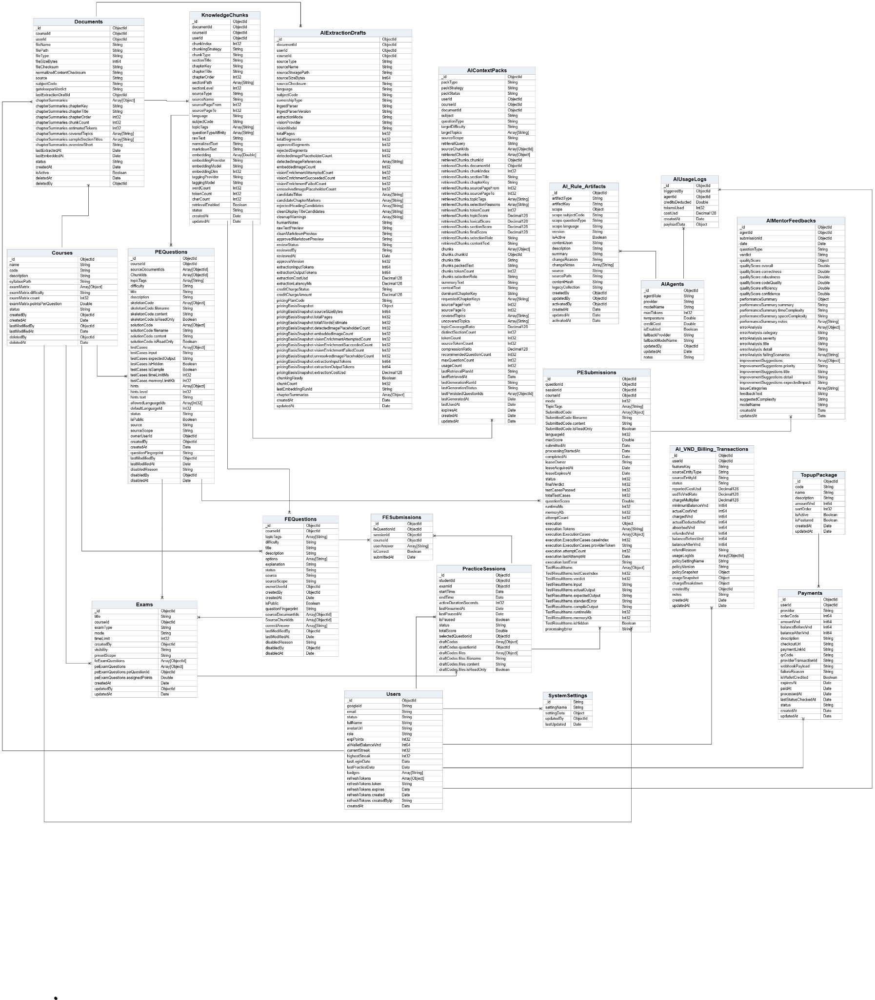 Documents
_id ObjectId
courseId ObjectId
userId ObjectId
fileName String
filePath String
fileType String
fileSizeBytes Int64
fileChecksum String
normalizedContentChecksum String
source String
subjectCode String
gatekeeperVerdict String
lastExtractionDraftId ObjectId
chapterSummaries Array[Object]
chapterSummaries.chapterKey String
chapterSummaries.chapterTitle String
chapterSummaries.chapterOrder Int32
chapterSummaries.chunkCount Int32
chapterSummaries.estimatedTokens Int32
chapterSummaries.coveredTopics Array[String]
chapterSummaries.sampleSectionTitles Array[String]
chapterSummaries.overviewShort String
lastExtractedAt Date
lastEmbeddedAt Date
status String
createdAt Date
isActive Boolean
deletedAt Date
deletedBy ObjectId
KnowledgeChunks
_id ObjectId
documentId ObjectId
courseId ObjectId
userId ObjectId
chunkIndex Int32
chunkingStrategy String
chunkType String
sectionTitle String
chapterKey String
chapterTitle String
chapterOrder Int32
sectionPath Array[String]
sectionLevel Int32
sourceType String
sourceName String
sourcePageFrom Int32
sourcePageTo Int32
language String
subjectCode String
topicTags Array[String]
questionTypeAffinity Array[String]
rawText String
normalizedText String
markdownText String
embedding Array[Double]
embeddingProvider String
embeddingModel String
embeddingDim Int32
taggingProvider String
taggingModel String
wordCount Int32
tokenCount Int32
charCount Int32
retrievalEnabled Boolean
status String
createdAt Date
updatedAt Date
AIExtractionDrafts
_id ObjectId
documentId ObjectId
userId ObjectId
courseId ObjectId
sourceType String
sourceName String
sourceStoragePath String
sourceSizeBytes Int64
sourceChecksum String
language String
subjectCode String
ownershipType String
ingestParser String
ingestParserVersion String
extractionMode String
visionProvider String
visionModel String
totalPages Int32
totalSegments Int32
approvedSegments Int32
rejectedSegments Int32
detectedImagePlaceholderCount Int32
detectedImageReferences Array[String]
embeddedImageCount Int32
visionEnrichmentAttemptedCount Int32
visionEnrichmentSucceededCount Int32
visionEnrichmentFailedCount Int32
unresolvedImagePlaceholderCount Int32
candidateTitles Array[String]
candidateChapterMarkers Array[String]
rejectedHeadingCandidates Array[String]
cleanDisplayTitleCandidates Array[String]
cleanupWarnings Array[String]
humanNotes String
rawTextPreview String
cleanMarkdownPreview String
approvedMarkdownPreview String
reviewStatus String
reviewedBy String
reviewedAt Date
approvalVersion Int32
extractionInputTokens Int64
extractionOutputTokens Int64
extractionCostUsd Decimal128
extractionLatencyMs Decimal128
creditChargeStatus String
creditChargeAmount Decimal128
pricingPlanCode String
pricingBasisSnapshot Object
pricingBasisSnapshot.sourceSizeBytes Int64
pricingBasisSnapshot.totalPages Int32
pricingBasisSnapshot.totalWordsEstimate Int32
pricingBasisSnapshot.detectedImagePlaceholderCount Int32
pricingBasisSnapshot.embeddedImageCount Int32
pricingBasisSnapshot.visionEnrichmentAttemptedCount Int32
pricingBasisSnapshot.visionEnrichmentSucceededCount Int32
pricingBasisSnapshot.visionEnrichmentFailedCount Int32
pricingBasisSnapshot.unresolvedImagePlaceholderCount Int32
pricingBasisSnapshot.extractionInputTokens Int64
pricingBasisSnapshot.extractionOutputTokens Int64
pricingBasisSnapshot.extractionCostUsd Decimal128
chunkingReady Boolean
chunkCount Int32
lastEmbeddingRunId String
chapterSummaries Array[Object]
createdAt Date
updatedAt Date
AIContextPacks
_id ObjectId
packType String
packStrategy String
packStatus String
userId ObjectId
courseId ObjectId
documentId ObjectId
subject String
questionType String
targetDifficulty String
targetTopics Array[String]
sourceScope String
retrievalQuery String
sourceChunkIds Array[ObjectId]
retrievedChunks Array[Object]
retrievedChunks.chunkId ObjectId
retrievedChunks.documentId ObjectId
retrievedChunks.chunkIndex Int32
retrievedChunks.sectionTitle String
retrievedChunks.chapterKey String
retrievedChunks.sourcePageFrom Int32
retrievedChunks.sourcePageTo Int32
retrievedChunks.topicTags Array[String]
retrievedChunks.selectionReasons Array[String]
retrievedChunks.tokenCount Int32
retrievedChunks.topicScore Decimal128
retrievedChunks.lexicalScore Decimal128
retrievedChunks.sectionScore Decimal128
retrievedChunks.finalScore Decimal128
retrievedChunks.selectionRole String
retrievedChunks.contentText String
chunks Array[Object]
chunks.chunkId ObjectId
chunks.title String
chunks.packedText String
chunks.tokenCount Int32
chunks.selectionRole String
summaryText String
contextText String
dominantChapterKey String
requestedChapterKeys Array[String]
sourcePageFrom Int32
sourcePageTo Int32
coveredTopics Array[String]
uncoveredTopics Array[String]
topicCoverageRatio Decimal128
distinctSectionCount Int32
tokenCount Int32
sourceTokenCount Int32
compressionRatio Decimal128
recommendedQuestionCount Int32
maxQuestionCount Int32
usageCount Int32
lastRetrievalPlanId String
lastRetrievedAt Date
lastGenerationRunId String
lastGenerationStatus String
lastPersistedQuestionIds Array[ObjectId]
lastGeneratedAt Date
lastUsedAt Date
expiresAt Date
createdAt Date
updatedAt Date
AI_Rule_Artifacts
_id ObjectId
artifactType String
artifactKey String
scope Object
scope.subjectCode String
scope.questionType String
scope.language String
version String
isActive Boolean
contentJson String
description String
summary String
changeReason String
changeNotes Array[String]
source String
sourcePath String
contentHash String
legacyCollection String
createdBy ObjectId
updatedBy ObjectId
activatedBy ObjectId
createdAt Date
updatedAt Date
activatedAt Date
AIUsageLogs
_id ObjectId
triggeredBy ObjectId
agentId ObjectId
creditsDeducted Double
tokensUsed Int32
costUsd Decimal128
createdAt Date
payloadData Object
AIMentorFeedbacks
_id ObjectId
agentId ObjectId
submissionId ObjectId
date Date
questionType String
verdict String
qualityScore Object
qualityScore.overall Double
qualityScore.correctness Double
qualityScore.robustness Double
qualityScore.codeQuality Double
qualityScore.efficiency Double
qualityScore.confidence Double
performanceSummary Object
performanceSummary.summary String
performanceSummary.timeComplexity String
performanceSummary.spaceComplexity String
performanceSummary.notes Array[String]
errorAnalysis Array[Object]
errorAnalysis.category String
errorAnalysis.severity String
errorAnalysis.title String
errorAnalysis.detail String
errorAnalysis.failingScenarios Array[String]
improvementSuggestions Array[Object]
improvementSuggestions.priority String
improvementSuggestions.title String
improvementSuggestions.detail String
improvementSuggestions.expectedImpact String
issueCategories Array[String]
feedbackText String
suggestedComplexity String
modelName String
createdAt Date
updatedAt Date
Courses
_id ObjectId
name String
code String
description String
syllabusPath String
examMatrix Array[Object]
examMatrix.difficulty String
examMatrix.count Int32
examMatrix.pointsPerQuestion Double
status String
createdBy ObjectId
createdAt Date
lastModifiedBy ObjectId
lastModifiedAt Date
deletedBy ObjectId
deletedAt Date
PEQuestions
_id ObjectId
courseId ObjectId
sourceDocumentIds Array[ObjectId]
ChunkIds Array[ObjectId]
topicTags Array[String]
difficulty String
title String
description String
skeletonCode Array[Object]
skeletonCode.filename String
skeletonCode.content String
skeletonCode.isReadOnly Boolean
solutionCode Array[Object]
solutionCode.filename String
solutionCode.content String
solutionCode.isReadOnly Boolean
testCases Array[Object]
testCases.input String
testCases.expectedOutput String
testCases.isHidden Boolean
testCases.isSample Boolean
testCases.timeLimitMs Int32
testCases.memoryLimitKb Int32
hints Array[Object]
hints.level Int32
hints.text String
allowedLanguageIds Array[Int32]
defaultLanguageId Int32
status String
isPublic Boolean
source String
sourceScope String
ownerUserId ObjectId
createdBy ObjectId
createdAt Date
questionFingerprint String
lastModifiedBy ObjectId
lastModifiedAt Date
disabledReason String
disabledBy ObjectId
disabledAt Date
AIAgents
_id ObjectId
agentRole String
provider String
modelName String
maxTokens Int32
temperature Double
creditCost Double
isEnabled Boolean
fallbackProvider String
fallbackModelName String
updatedBy ObjectId
updatedAt Date
notes String
PESubmissions
_id ObjectId
questionId ObjectId
sessionId ObjectId
courseId ObjectId
mode Int32
TopicTags Array[String]
SubmittedCode Array[Object]
SubmittedCode.filename String
SubmittedCode.content String
SubmittedCode.isReadOnly Boolean
languageId Int32
maxScore Double
submittedAt Date
processingStartedAt Date
completedAt Date
leaseOwner String
leaseAcquiredAt Date
leaseExpiresAt Date
status Int32
finalVerdict Int32
testCasesPassed Int32
totalTestCases Int32
questionScore Double
runtimeMs Int32
memoryKb Int32
attemptCount Int32
execution Object
execution.Tokens Array[String]
execution.ExecutionCases Array[Object]
execution.ExecutionCases.caseIndex Int32
execution.ExecutionCases.providerToken String
execution.attemptCount Int32
execution.lastAttemptAt Date
execution.lastError String
TestResultItems Array[Object]
TestResultItems.testCaseIndex Int32
TestResultItems.verdict Int32
TestResultItems.input String
TestResultItems.actualOutput String
TestResultItems.expectedOutput String
TestResultItems.standardError String
TestResultItems.compileOutput String
TestResultItems.runtimeMs Int32
TestResultItems.memoryKb Int32
TestResultItems.isHidden Boolean
processingError String
AI_VND_Billing_Transactions
_id ObjectId
userId ObjectId
featureKey String
sourceEntityType String
sourceEntityId String
status String
reportedCostUsd Decimal128
usdToVndRate Decimal128
chargeMultiplier Decimal128
minimumBalanceVnd Int64
actualCostVnd Int64
chargedVnd Int64
actualDeductedVnd Int64
absorbedVnd Int64
refundedVnd Int64
balanceBeforeVnd Int64
balanceAfterVnd Int64
refundReason String
usageLogIds Array[ObjectId]
policySettingName String
policyVersion String
policySnapshot Object
usageSnapshot Object
chargeBreakdown Object
createdBy ObjectId
notes String
createdAt Date
updatedAt Date
TopupPackage
_id ObjectId
code String
name String
description String
amountVnd Int64
sortOrder Int32
isActive Boolean
isFeatured Boolean
createdAt Date
updatedAt Date
FEQuestions
_id ObjectId
courseId ObjectId
topicTags Array[String]
difficulty String
title String
description String
options Array[String]
explanation String
status String
source String
sourceScope String
ownerUserId ObjectId
createdBy ObjectId
createdAt Date
isPublic Boolean
questionFingerprint String
sourceDocumentIds Array[ObjectId]
SourceChunkIds Array[ObjectId]
correctAnswer Array[String]
lastModifiedBy ObjectId
lastModifiedAt Date
disabledReason String
disabledBy ObjectId
disabledAt Date
FESubmissions
_id ObjectId
feQuestionId ObjectId
sessionId ObjectId
courseId ObjectId
userAnswer Array[String]
isCorrect Boolean
submittedAt Date
PracticeSessions
_id ObjectId
studentId ObjectId
examId ObjectId
startTime Date
endTime Date
activeDurationSeconds Int32
lastResumedAt Date
lastPausedAt Date
isPaused Boolean
status String
totalScore Double
selectedQuestionId ObjectId
draftCodes Array[Object]
draftCodes.questionId ObjectId
draftCodes.files Array[Object]
draftCodes.files.filename String
draftCodes.files.content String
draftCodes.files.isReadOnly Boolean
Exams
_id ObjectId
title String
courseId ObjectId
examType String
mode String
timeLimit Int32
createdBy ObjectId
visibility String
presetScope String
feExamQuestions Array[ObjectId]
peExamQuestions Array[Object]
peExamQuestions.peQuestionId ObjectId
peExamQuestions.assignedPoints Double
createdAt Date
updatedBy ObjectId
updatedAt Date
Payments
_id ObjectId
userId ObjectId
provider String
orderCode Int64
amountVnd Int64
balanceBeforeVnd Int64
balanceAfterVnd Int64
description String
checkoutUrl String
paymentLinkId String
qrCode String
providerTransactionId String
webhookPayload String
failureReason String
isWalletCredited Boolean
expiresAt Date
paidAt Date
processedAt Date
lastStatusCheckedAt Date
status String
createdAt Date
updatedAt Date
Users
_id ObjectId
googleId String
email String
status String
fullName String
avatarUrl String
role String
expPoints Int32
aiWalletBalanceVnd Int64
currentStreak Int32
highestStreak Int32
lastLoginDate Date
lastPracticeDate Date
badges Array[String]
refreshTokens Array[Object]
refreshTokens.token String
refreshTokens.expires Date
refreshTokens.created Date
refreshTokens.createdByIp String
createdAt Date
SystemSettings
_id String
settingName String
settingData Object
updatedBy ObjectId
lastUpdated Date